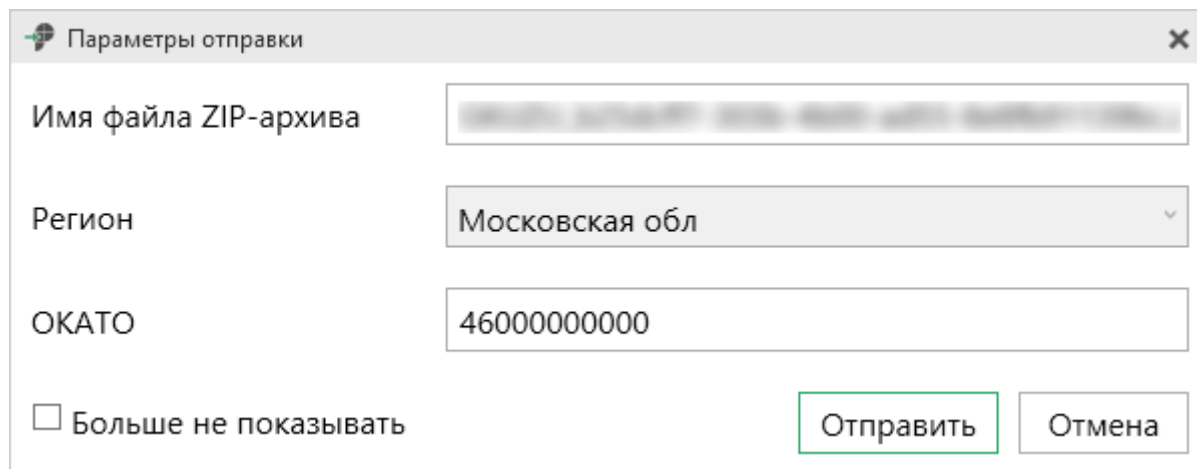 Параметры отправки
Имя файла ZIP-архива
Регион Московская обл
ОКАТО 46000000000
Больше не показывать Отправить Отмена